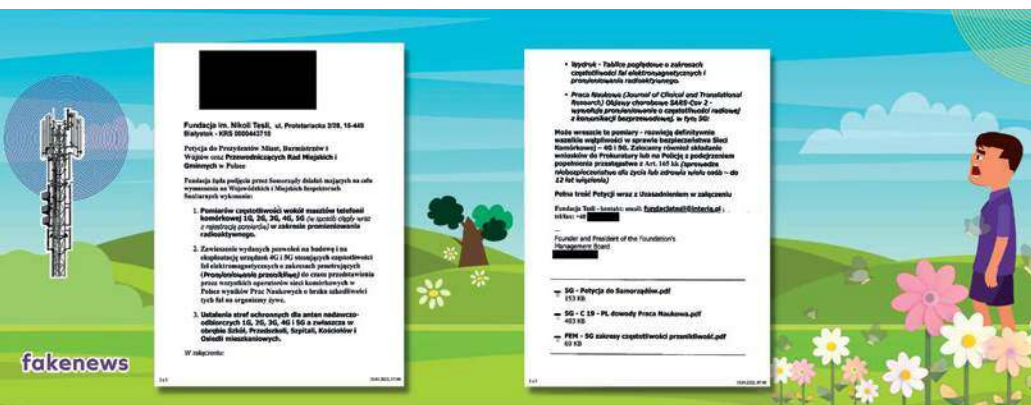 Fundacja im. Nikoli Tesli, ul. Proletariacka 2/28, 15-449
Białystok - KRS 0000443718
Petycja do Prezydentów Miast, Burmistrzów i
Wójtów oraz Przewodniczących Rad Miejskich i
Gminnych w Polsce
Fundacja żąda podjęcia przez Samorządy działań mających na celu
wymuszenia na Wojewódzkich i Miejskich Inspektorach
Sanitarnych wykonanie:
1. Pomiarów częstotliwości wokół masztów telefonii
komórkowej 1G, 2G, 3G, 4G, 5G (w sposób ciągły wraz
z rejestracją pomiarów) w zakresie promieniowania
radioaktywnego.
2. Zawieszenie wydanych pozwoleń na budowę i na
eksploatację urządzeń 4G i 5G stosujących częstotliwości
fal elektromagnetycznych o zakresach penetrujących
(Promieniowanie przenikliwe) do czasu przedstawienia
przez wszystkich operatorów sieci komórkowych w
Polsce wyników Prac Naukowych o braku szkodliwości
tych fal na organizmy żywe.
3. Ustalenia stref ochronnych dla anten nadawczo-
odbiorczych 1G, 2G, 3G, 4G i 5G a zwłaszcza w
obrębie Szkół, Przedszkoli, Szpitali, Kościołów i
Osiedli mieszkaniowych.
W załączeniu:
• Wydruk - Tablice poglądowe o zakresach
częstotliwości fal elektromagnetycznych i
promieniowania radioaktywnego.
• Praca Naukowa (Journal of Clinical and Translational
Research) Objawy chorobowe SARS-Cov 2 -
wywołują promieniowanie o częstotliwości radiowej
z komunikacji bezprzewodowej, w tym 5G:
Może wreszcie te pomiary - rozwieją definitywnie
wszelkie wątpliwości w sprawie bezpieczeństwa Sieci
Komórkowej – 4G i 5G. Zalecamy również składanie
wniosków do Prokuratury lub na Policję z podejrzeniem
popełnienia przestępstwa z Art. 165 kk (sprowadza
niebezpieczeństwo dla życia lub zdrowia wielu osób – do
12 lat więzienia)
Pełna treść Petycji wraz z Uzasadnieniem w załączeniu
Fundacja Tesli - kontakt: email: fundacjatesli@interia.pl ;
tel/fax: +48
Founder and President of the Foundation's
Management Board
5G - Petycja do Samorządów.pdf
153 KB
5G - C 19 - PL dowody Praca Naukowa.pdf
403 KB
PEM - 5G zakresy częstotliwości przenikliwość.pdf
69 KB
fakenews